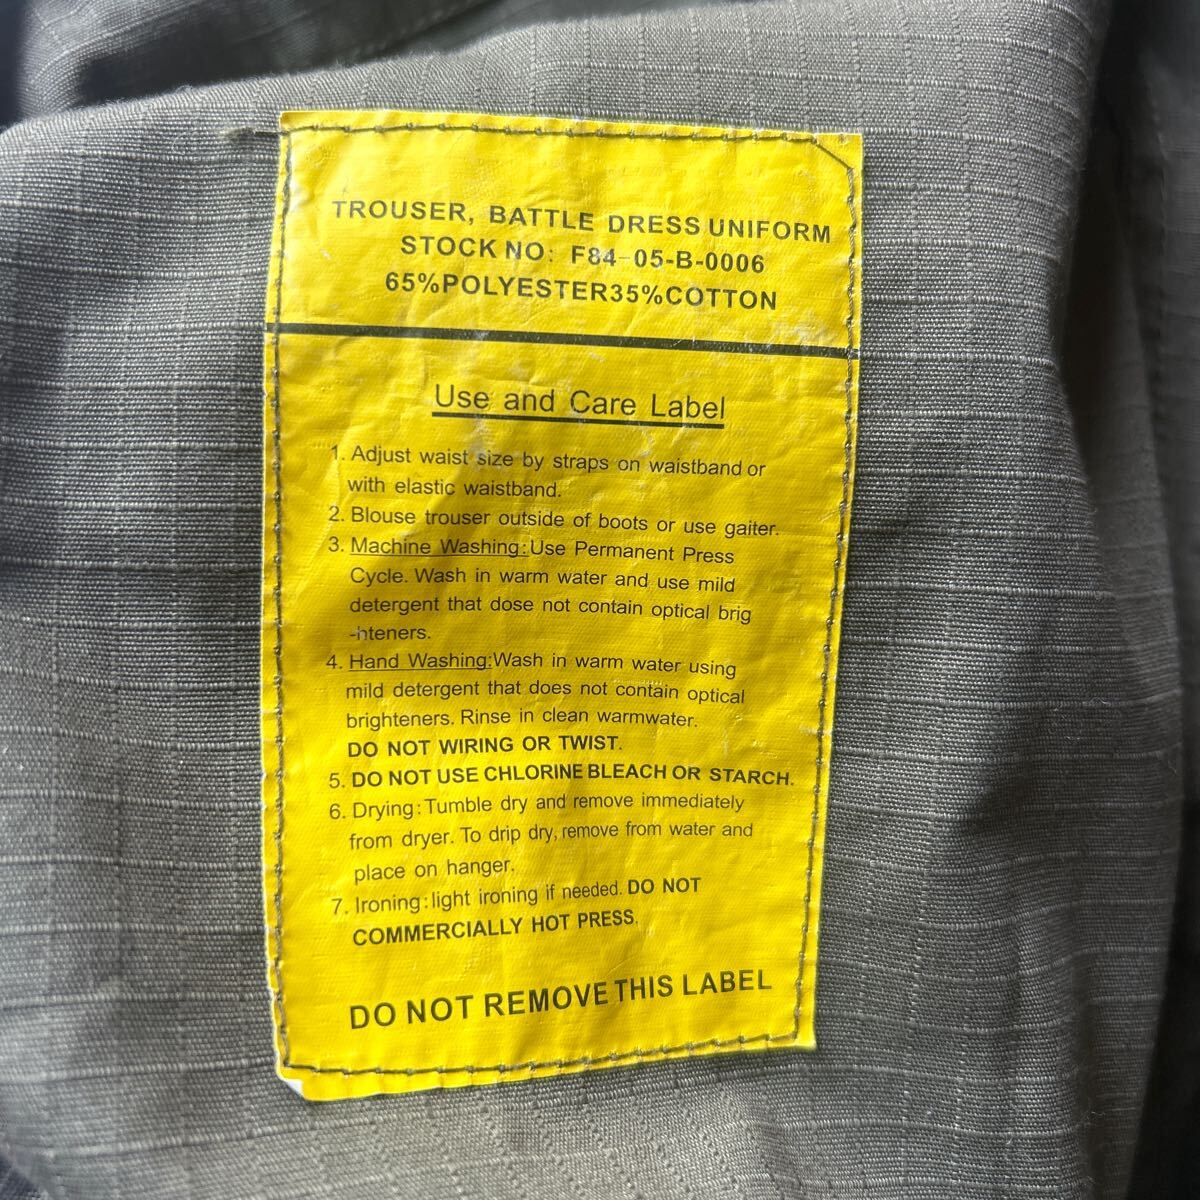 TROUSER, BATTLE DRESS UNIFORM
STOCK NO: F84-05-B-0006
65%POLYESTER35%COTTON
Use and Care Label
1. Adjust waist size by straps on waistband or
with elastic waistband.
2. Blouse trouser outside of boots or use gaiter.
3. Machine Washing:Use Permanent Press
Cycle. Wash in warm water and use mild
detergent that dose not contain optical brig
-hteners.
4. Hand Washing:Wash in warm water using
mild detergent that does not contain optical
brighteners. Rinse in clean warmwater.
DO NOT WIRING OR TWIST.
5. DO NOT USE CHLORINE BLEACH OR STARCH.
6. Drying:Tumble dry and remove immediately
from dryer. To drip dry, remove from water and
place on hanger.
7. Ironing:light ironing if needed. DO NOT
COMMERCIALLY HOT PRESS.
DO NOT REMOVE THIS LABEL